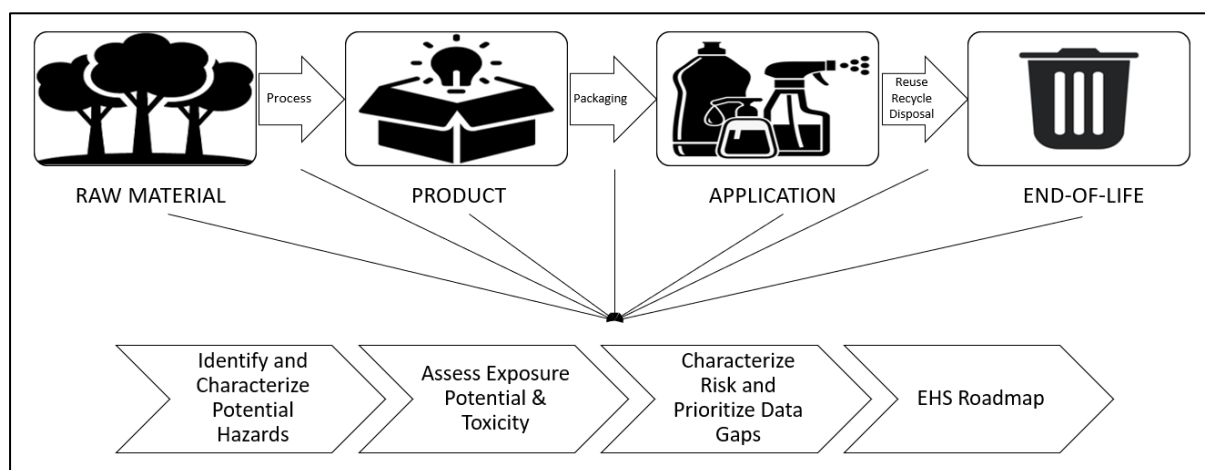 Process
Packaging
Reuse
Recycle
Disposal
RAW MATERIAL
PRODUCT
APPLICATION
END-OF-LIFE
Identify and
Characterize
Potential
Hazards
Assess Exposure
Potential &
Toxicity
Characterize
Risk and
Prioritize Data
Gaps
EHS Roadmap